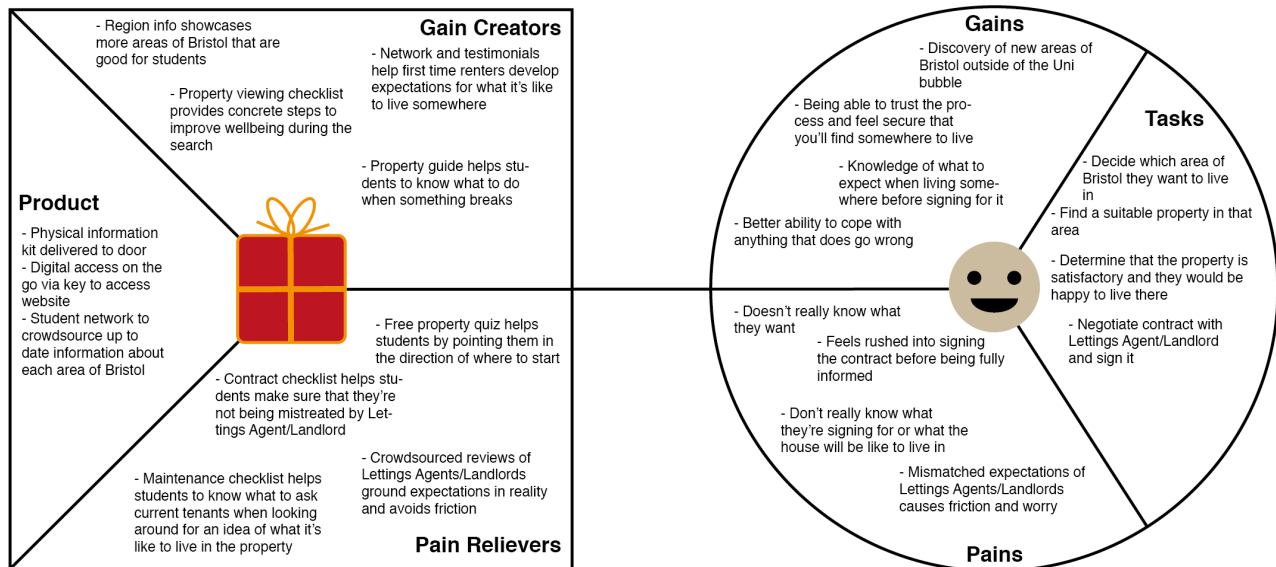 Gain Creators
- Region info showcases
more areas of Bristol that are
good for students
- Network and testimonials
help first time renters develop
expectations for what it's like
to live somewhere
- Property viewing checklist
provides concrete steps to
improve wellbeing during the
search
- Property guide helps stu-
dents to know what to do
when something breaks
Product
- Physical information
kit delivered to door
- Digital access on the
go via key to access
website
- Student network to
crowdsource up to
date information about
each area of Bristol
- Free property quiz helps
students by pointing them in
the direction of where to start
- Contract checklist helps stu-
dents make sure that they're
not being mistreated by Let-
tings Agent/Landlord
- Crowdsourced reviews of
Lettings Agents/Landlords
ground expectations in reality
and avoids friction
- Maintenance checklist helps
students to know what to ask
current tenants when looking
around for an idea of what it's
like to live in the property
Pain Relievers
Gains
- Discovery of new areas of
Bristol outside of the Uni
bubble
- Being able to trust the pro-
cess and feel secure that
you'll find somewhere to live
- Knowledge of what to
expect when living some-
where before signing for it
- Better ability to cope with
anything that does go wrong
Tasks
- Decide which area of
Bristol they want to live
in
- Find a suitable property in that
area
- Determine that the property is
satisfactory and they would be
happy to live there
- Negotiate contract with
Lettings Agent/Landlord
and sign it
- Doesn't really know what
they want
- Feels rushed into signing
the contract before being fully
informed
- Don't really know what
they're signing for or what the
house will be like to live in
- Mismatched expectations of
Lettings Agents/Landlords
causes friction and worry
Pains